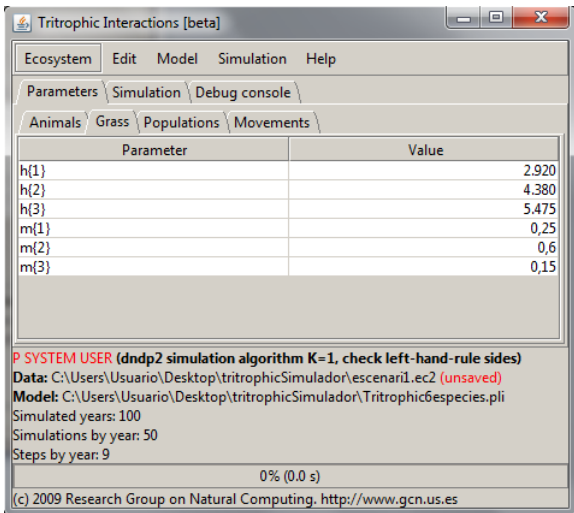 Tritrophic Interactions [beta]
Ecosystem Edit Model Simulation Help
Parameters Simulation Debug console
Animals Grass Populations Movements
Parameter Value
h{1} 2.920
h{2} 4.380
h{3} 5.475
m{1} 0,25
m{2} 0,6
m{3} 0,15
P SYSTEM USER (dndp2 simulation algorithm K=1, check left-hand-rule sides)
Data: C:\Users\Usuario\Desktop\tritrophicSimulador\escenari1.ec2 (unsaved)
Model: C:\Users\Usuario\Desktop\tritrophicSimulador\Tritrophic6especies.pli
Simulated years: 100
Simulations by year: 50
Steps by year: 9
0% (0.0 s)
(c) 2009 Research Group on Natural Computing. http://www.gcn.us.es